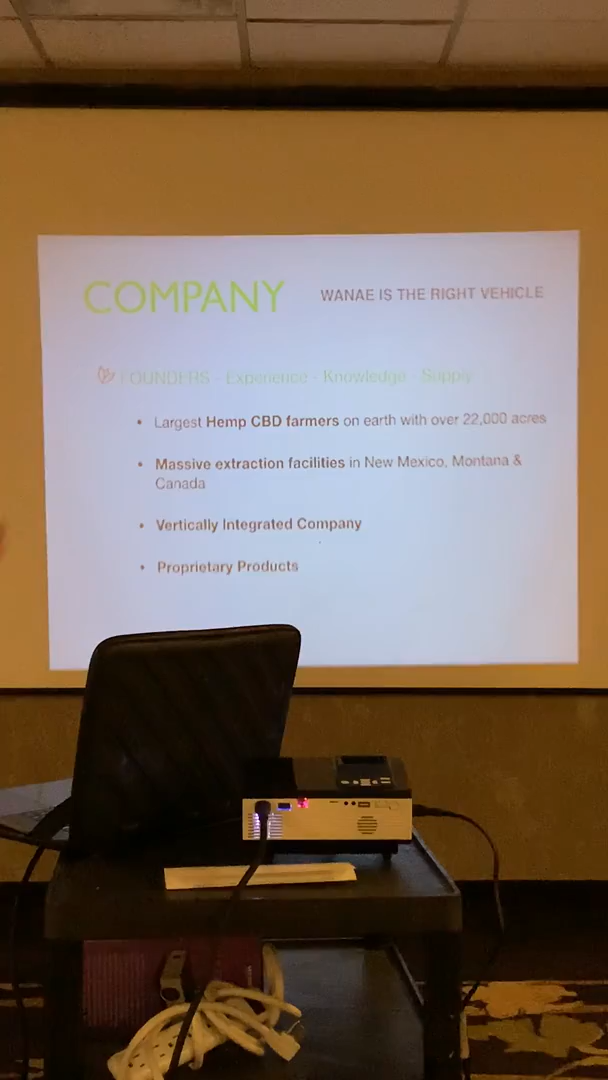 COMPANY WANAE IS THE RIGHT VEHICLE
FOUNDERS - Experience - Knowledge - Supply
• Largest Hemp CBD farmers on earth with over 22,000 acres
• Massive extraction facilities in New Mexico, Montana &
Canada
• Vertically Integrated Company
• Proprietary Products